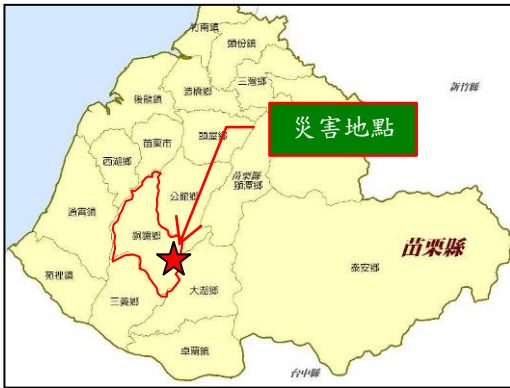 竹南鎮
頭份鎮
三灣鄉
造橋鄉
後龍鎮
新竹縣
災害地點
頭屋鄉
苗栗市
西湖鄉
苗栗縣
獅潭鄉
公館鄉
通霄鎮
銅鑼鄉
苗栗縣
泰安鄉
苑裡鎮
大湖鄉
三義鄉
卓蘭鎮
台中縣